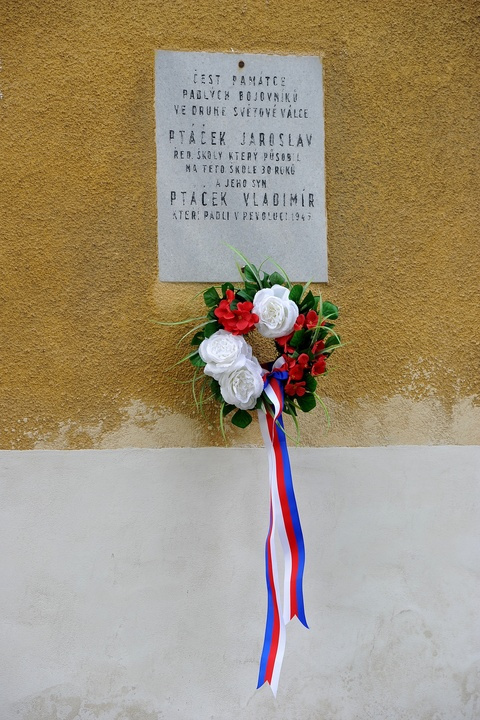 ČEST PAMÁTCE
PADLÝCH BOJOVNÍKŮ
VE DRUHÉ SVĚTOVÉ VÁLCE
PTÁČEK JAROSLAV
ŘED. ŠKOLY KTERÝ PŮSOBIL
NA TÉTO ŠKOLE 30 ROKŮ
A JEHO SYN
PTÁČEK VLADIMÍR
KTEŘÍ PADLI V REVOLUCI 1945